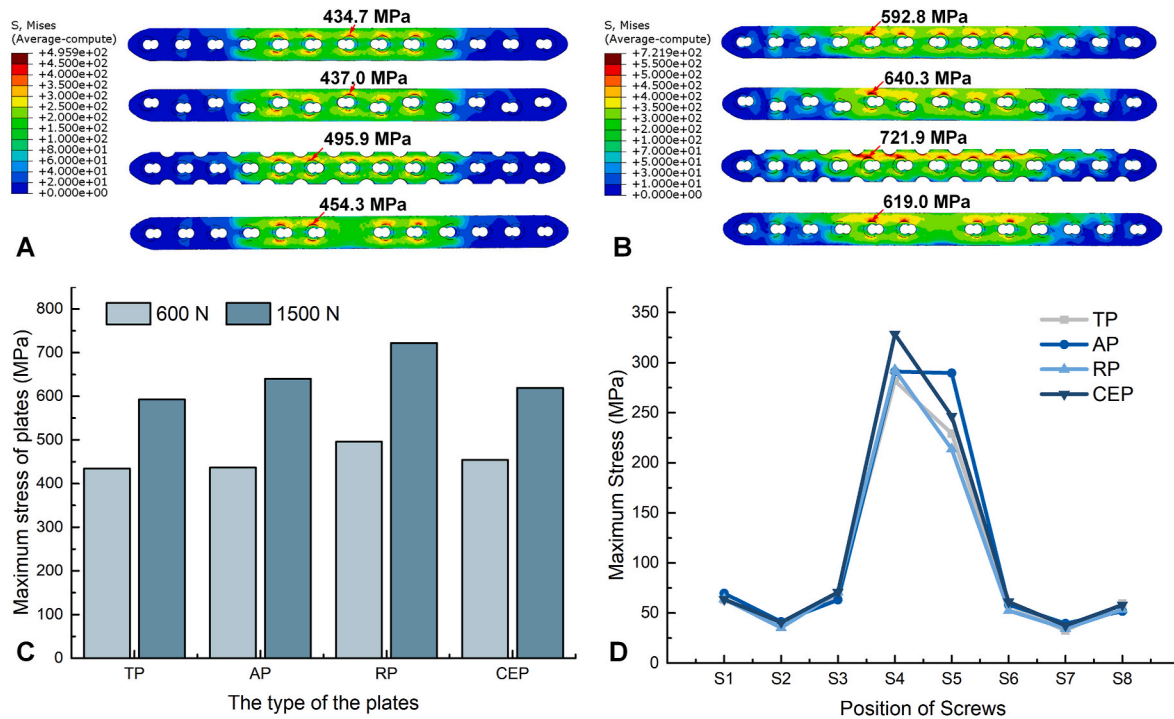 S, Mises
(Average-compute)
+4.959e+02
+4.500e+02
+4.000e+02
+3.500e+02
+3.000e+02
+2.500e+02
+2.000e+02
+1.500e+02
+1.000e+02
+8.000e+01
+6.000e+01
+4.000e+01
+2.000e+01
+0.000e+00
434.7 MPa
437.0 MPa
495.9 MPa
454.3 MPa
A
S, Mises
(Average-compute)
+7.219e+02
+5.500e+02
+5.000e+02
+4.500e+02
+4.000e+02
+3.500e+02
+3.000e+02
+2.000e+02
+1.000e+02
+7.000e+01
+5.000e+01
+3.000e+01
+1.000e+01
+0.000e+00
592.8 MPa
640.3 MPa
721.9 MPa
619.0 MPa
B
Maximum stress of plates (MPa)
800
700
600
500
400
300
200
100
0
600 N
1500 N
TP
AP
RP
CEP
The type of the plates
C
Maximum Stress (MPa)
350
300
250
200
150
100
50
0
TP
AP
RP
CEP
S1
S2
S3
S4
S5
S6
S7
S8
Position of Screws
D